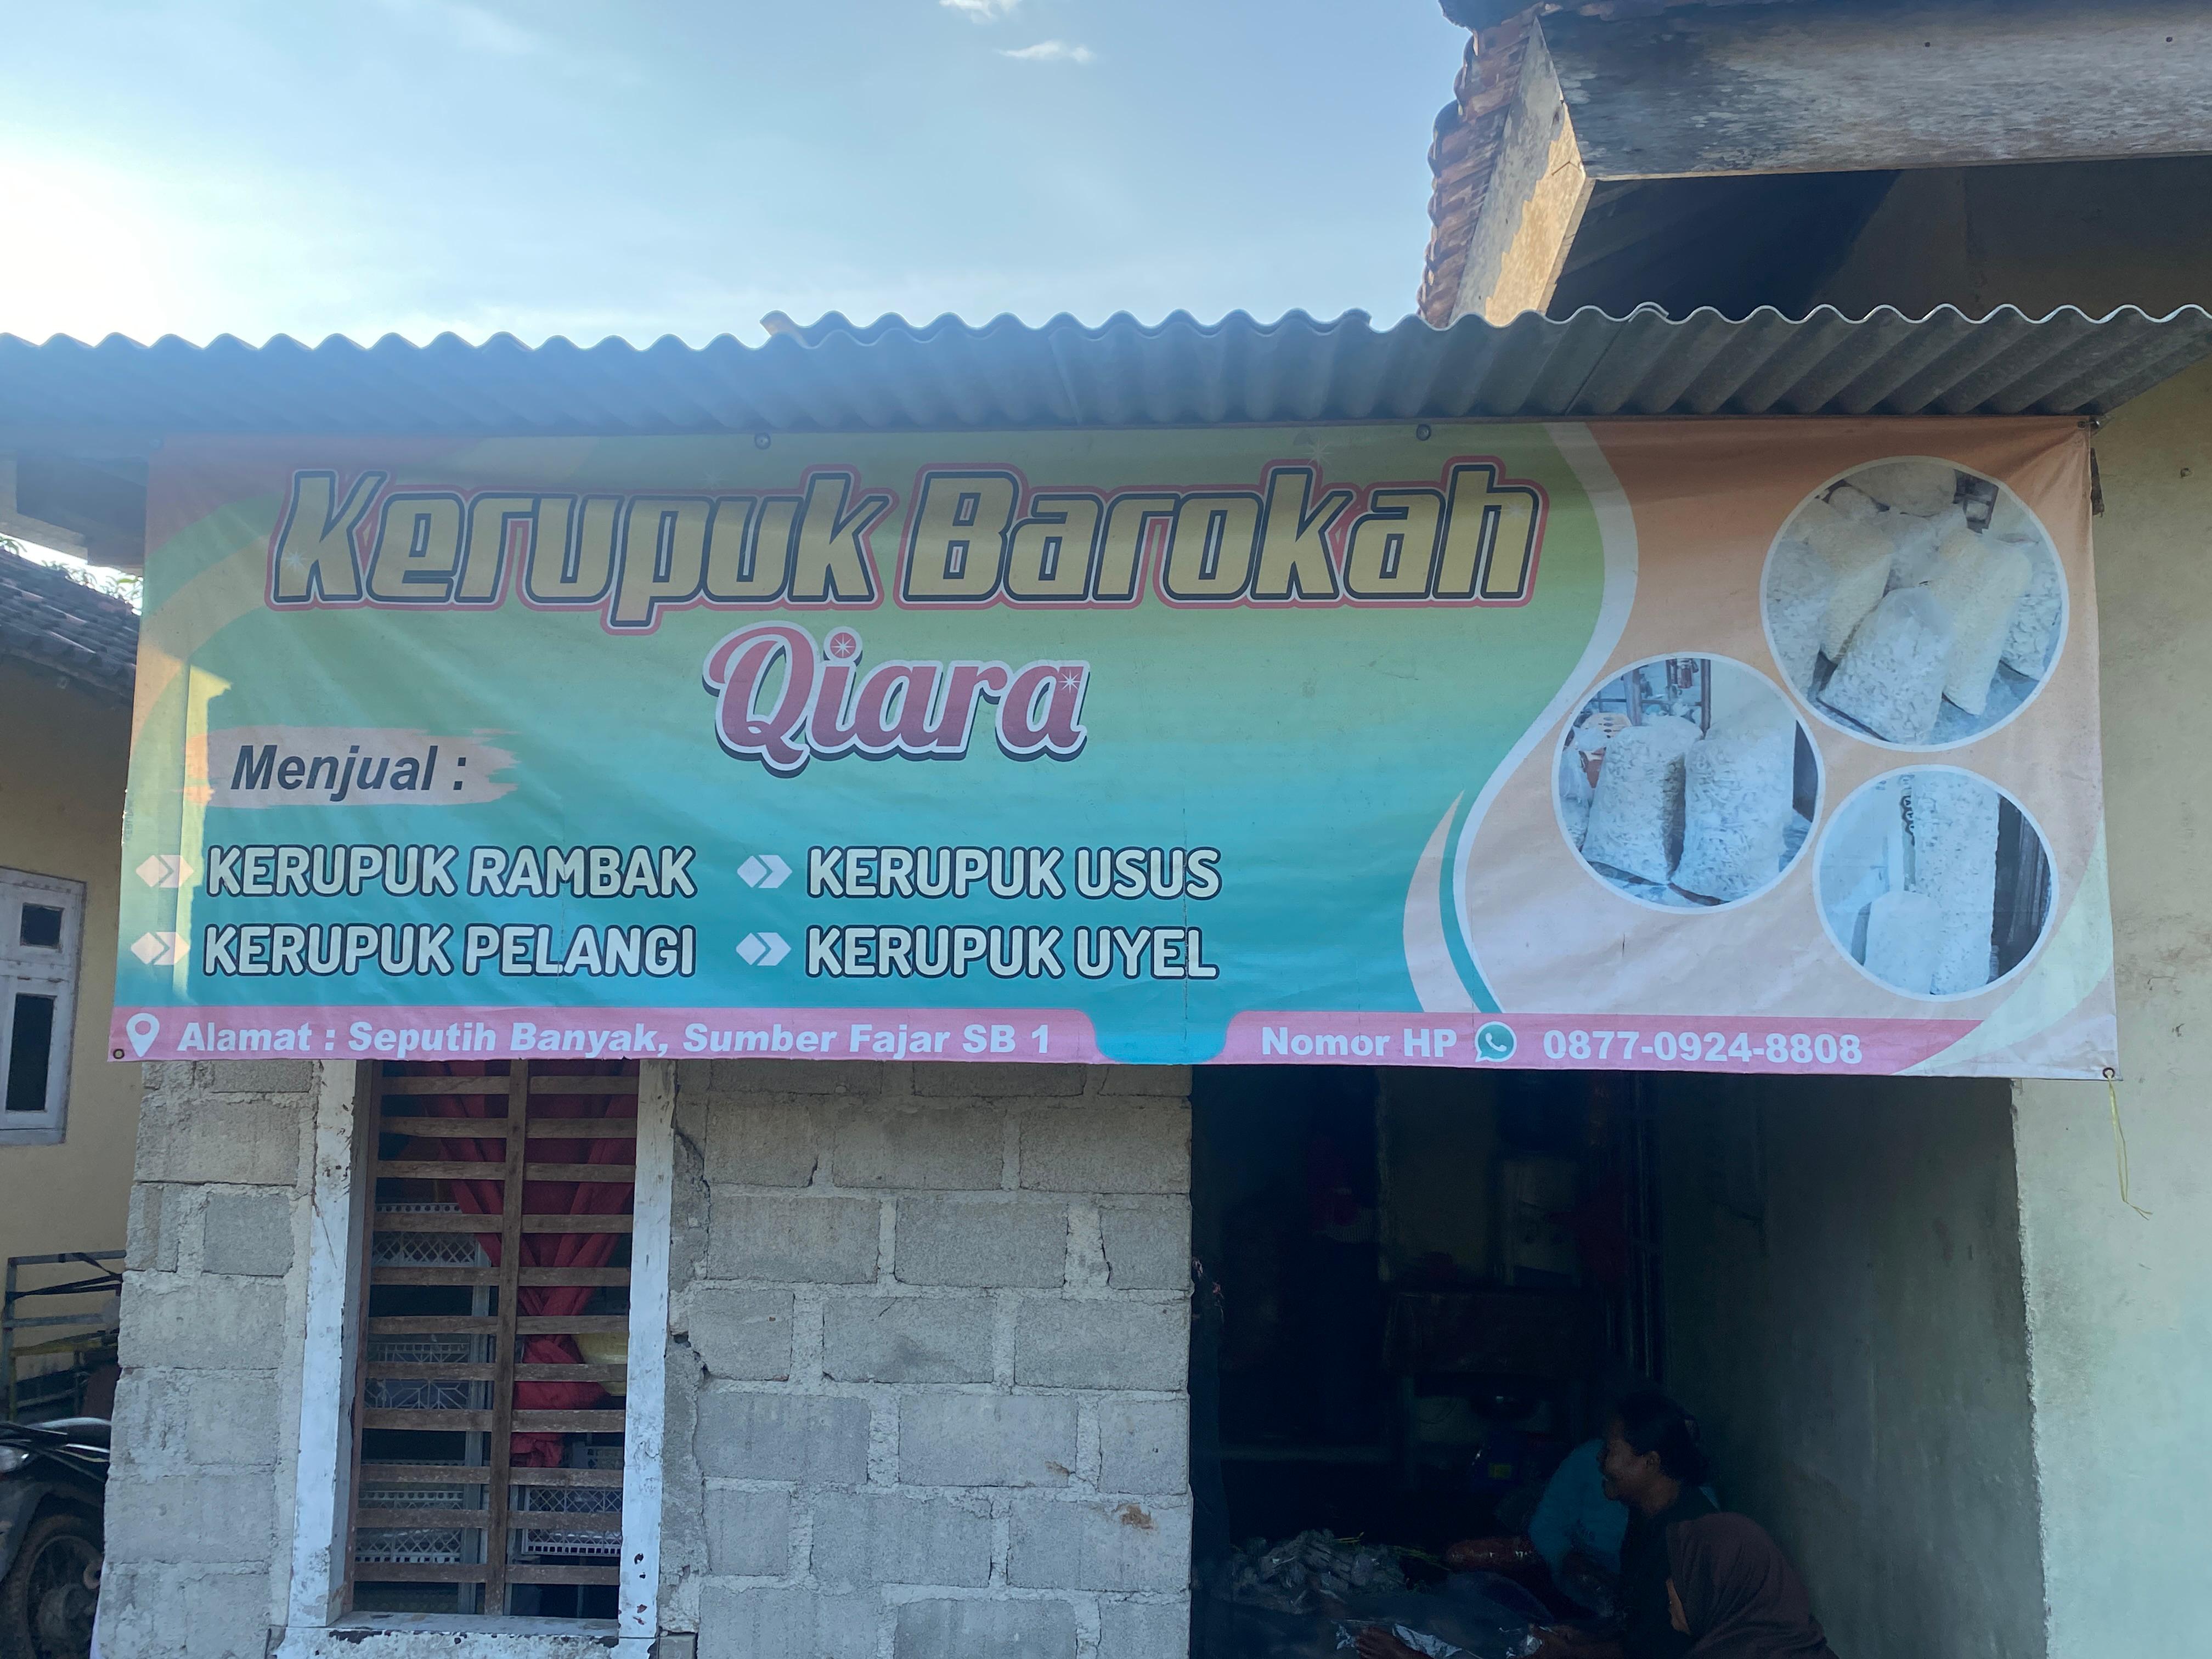 Kerupuk Barokah
Qiara
Menjual :
KERUPUK RAMBAK
KERUPUK USUS
KERUPUK PELANGI
KERUPUK UYEL
Alamat : Seputih Banyak, Sumber Fajar SB 1
Nomor HP 0877-0924-8808